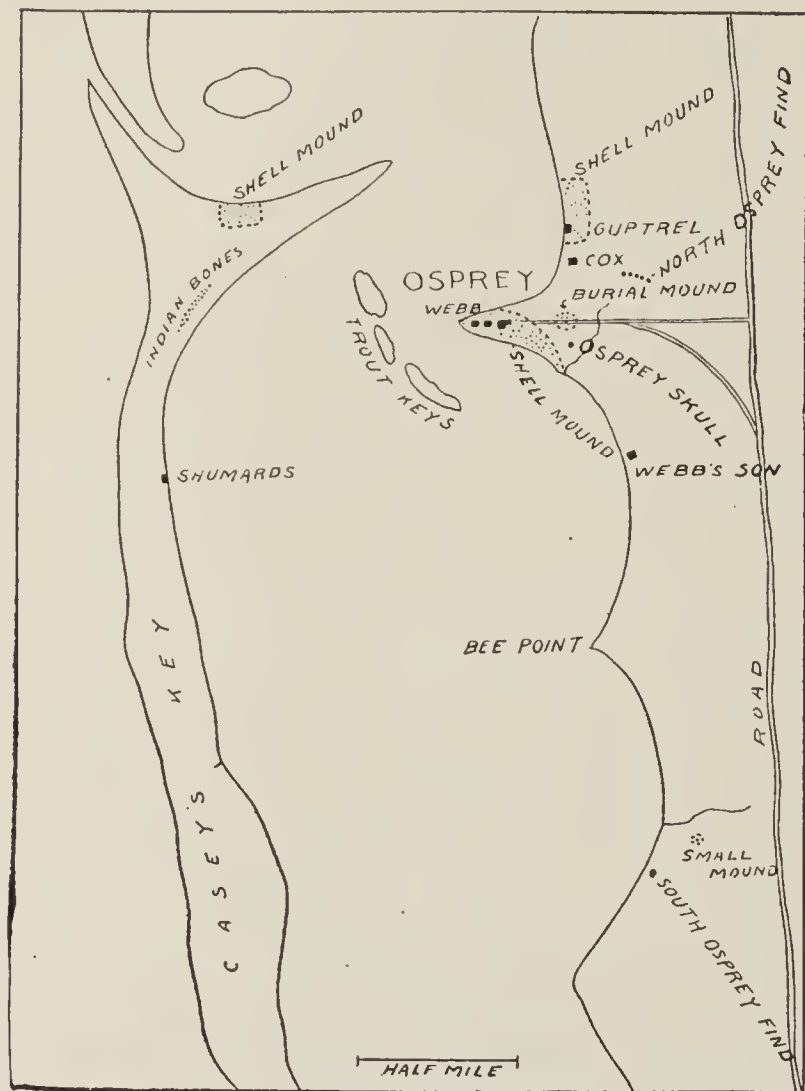 SHELL MOUND
INDIAN BONES
SHUMARDS
CASEY'S KEY
TROUT KEYS
OSPREY
WEBB
SHELL MOUND
GUPTREL
COX
NORTH OSPREY FIND
BURIAL MOUND
OSPREY SKULL
SHELL MOUND
WEBB'S SON
BEE POINT
ROAD
SMALL
MOUND
SOUTH OSPREY FIND
HALF MILE